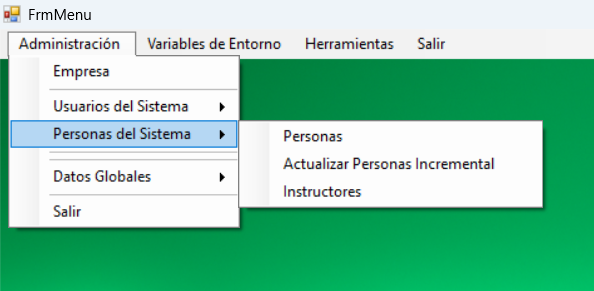 FrmMenu
Administración Variables de Entorno Herramientas Salir
Empresa
Usuarios del Sistema
Personas del Sistema
Personas
Actualizar Personas Incremental
Instructores
Datos Globales
Salir